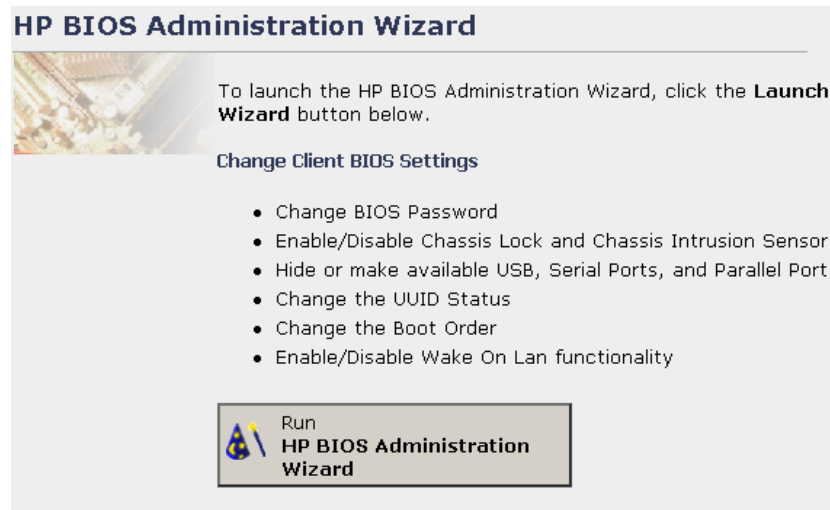 HP BIOS Administration Wizard
To launch the HP BIOS Administration Wizard, click the Launch
Wizard button below.
Change Client BIOS Settings
• Change BIOS Password
• Enable/Disable Chassis Lock and Chassis Intrusion Sensor
• Hide or make available USB, Serial Ports, and Parallel Port
• Change the UUID Status
• Change the Boot Order
• Enable/Disable Wake On Lan functionality
Run
HP BIOS Administration
Wizard